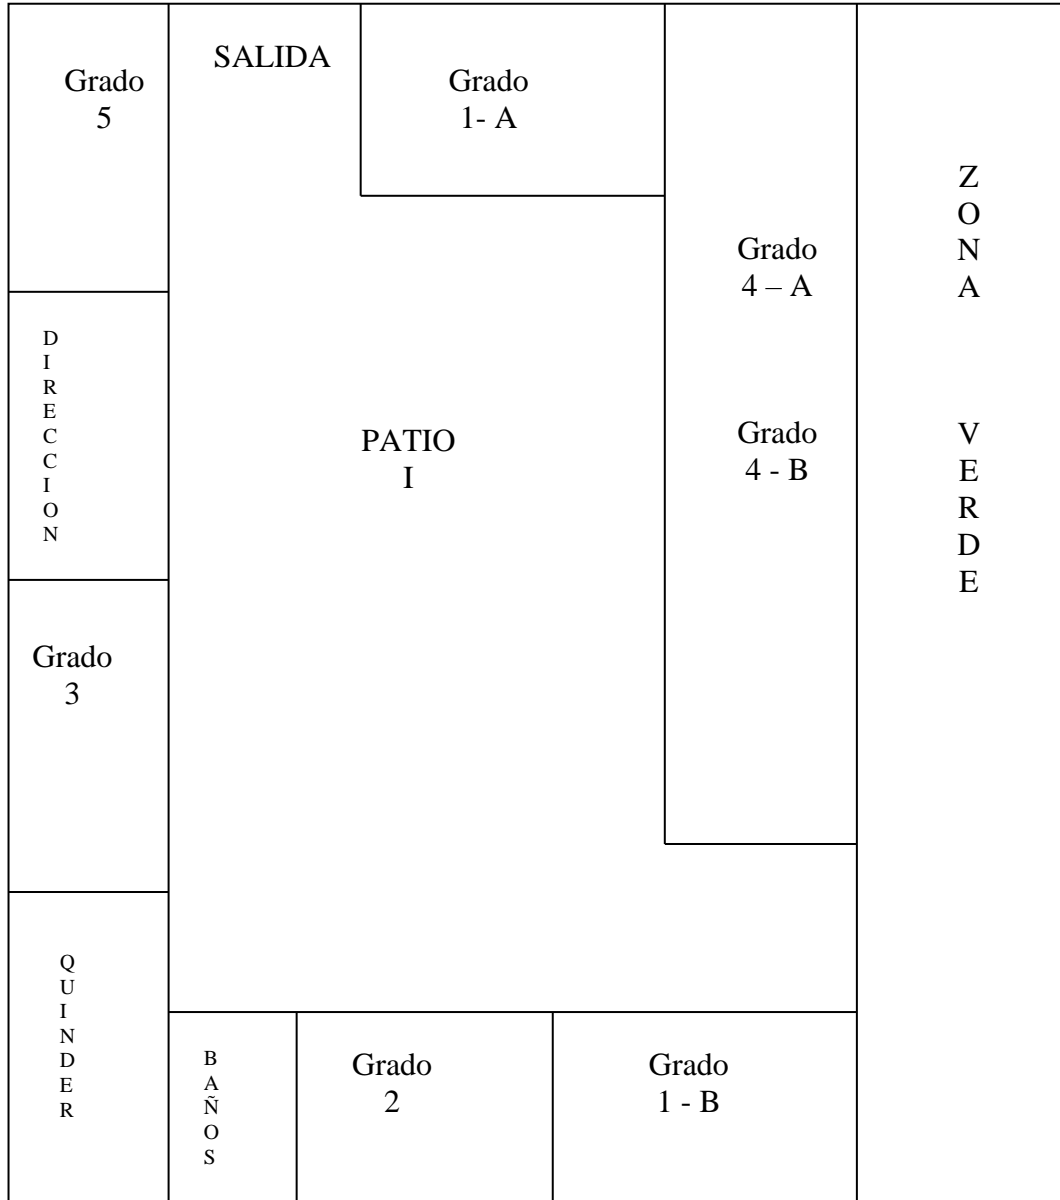 Grado
5
SALIDA
Grado
1- A
Z
O
N
A
Grado
4 – A
D
I
R
E
C
C
I
O
N
PATIO
I
Grado
4 - B
V
E
R
D
E
Grado
3
Q
U
I
N
D
E
R
B
A
Ñ
O
S
Grado
2
Grado
1 - B